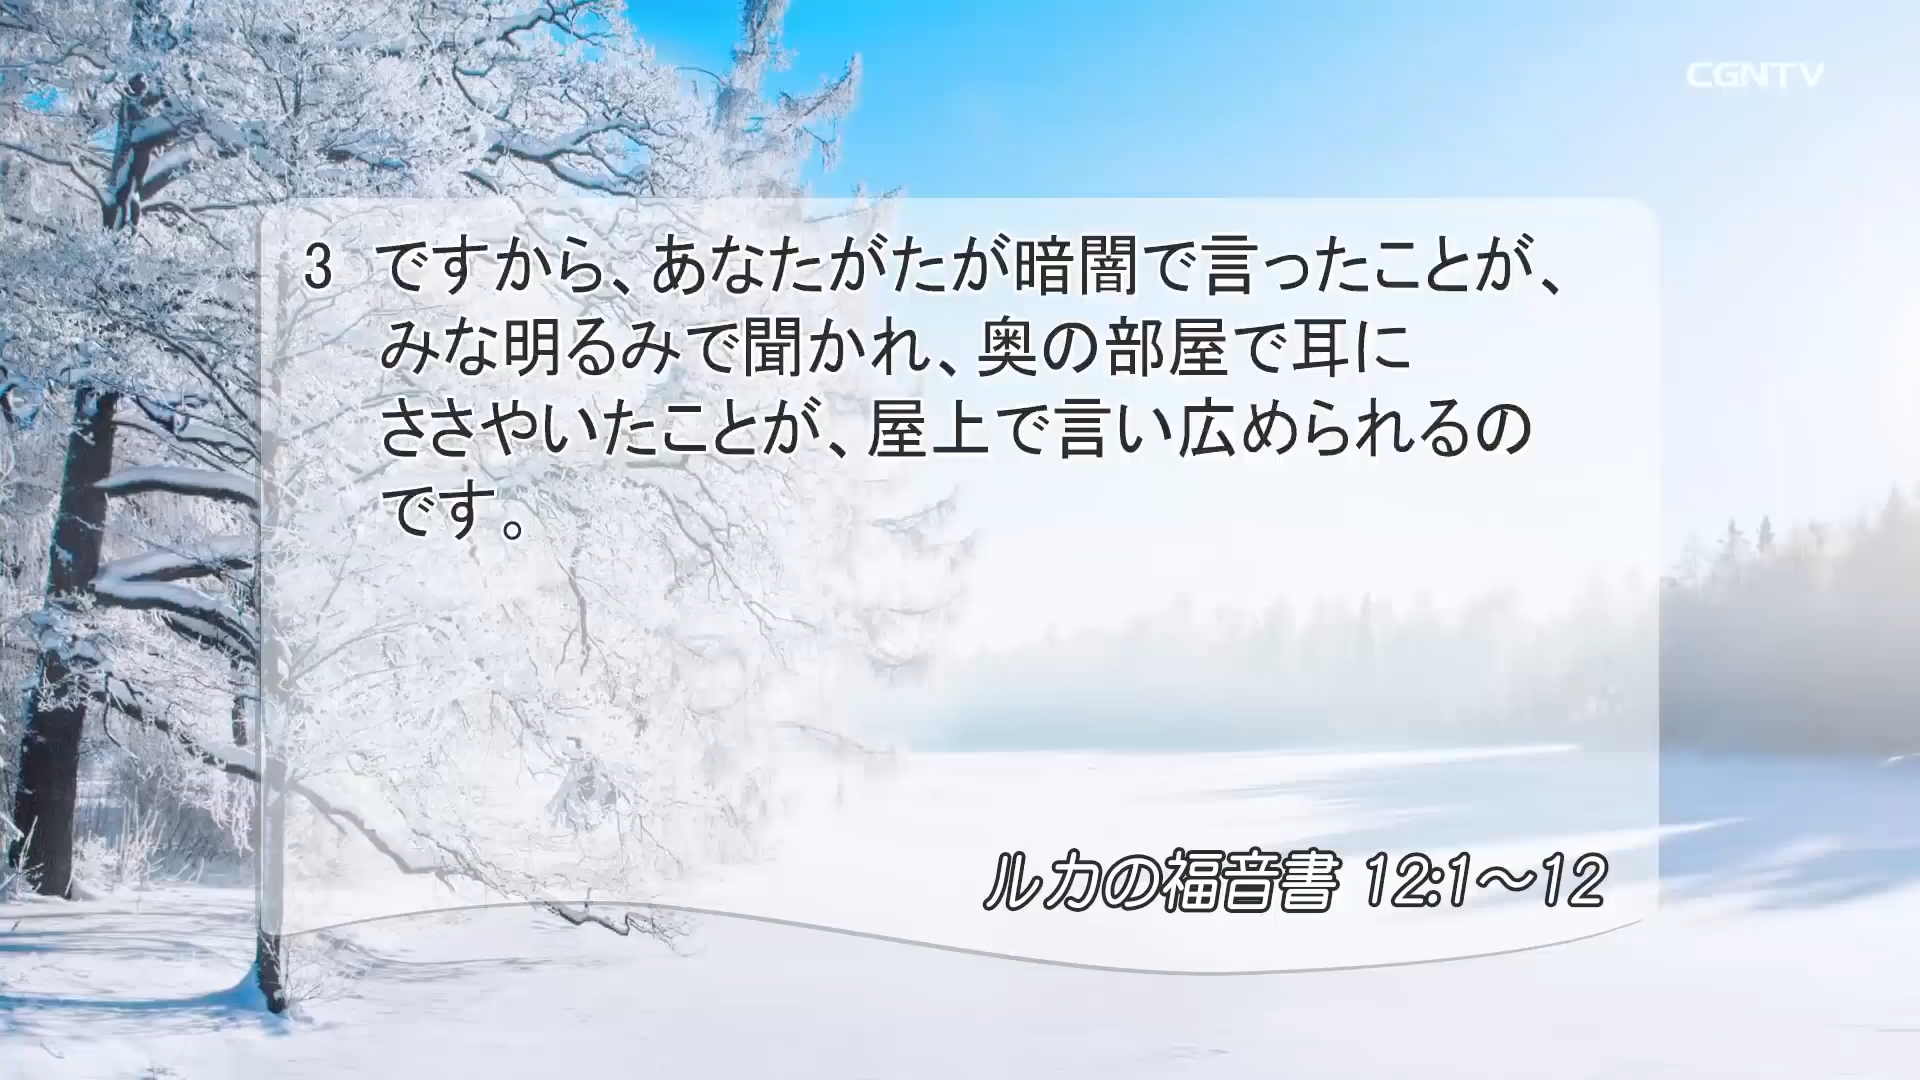 CGNTV
3 ですから、あなたがたが暗闇で言ったことが、
みな明るみで聞かれ、奥の部屋で耳に
ささやいたことが、屋上で言い広められるの
です。
ルカの福音書 12:1～12